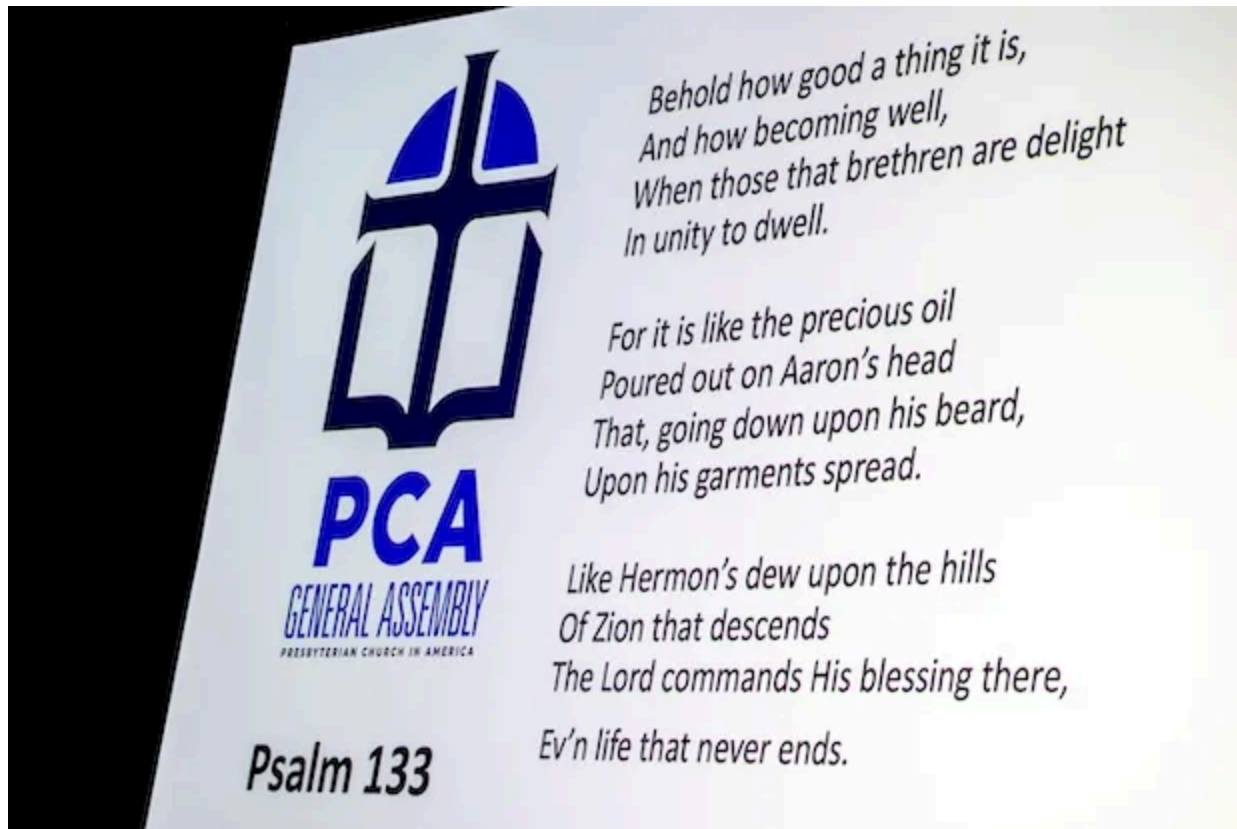 Behold how good a thing it is,
And how becoming well,
When those that brethren are delight
In unity to dwell.
For it is like the precious oil
Poured out on Aaron's head
That, going down upon his beard,
Upon his garments spread.
Like Hermon's dew upon the hills
Of Zion that descends
The Lord commands His blessing there,
Ev'n life that never ends.
PCA
GENERAL ASSEMBLY
PRESBYTERIAN CHURCH IN AMERICA
Psalm 133